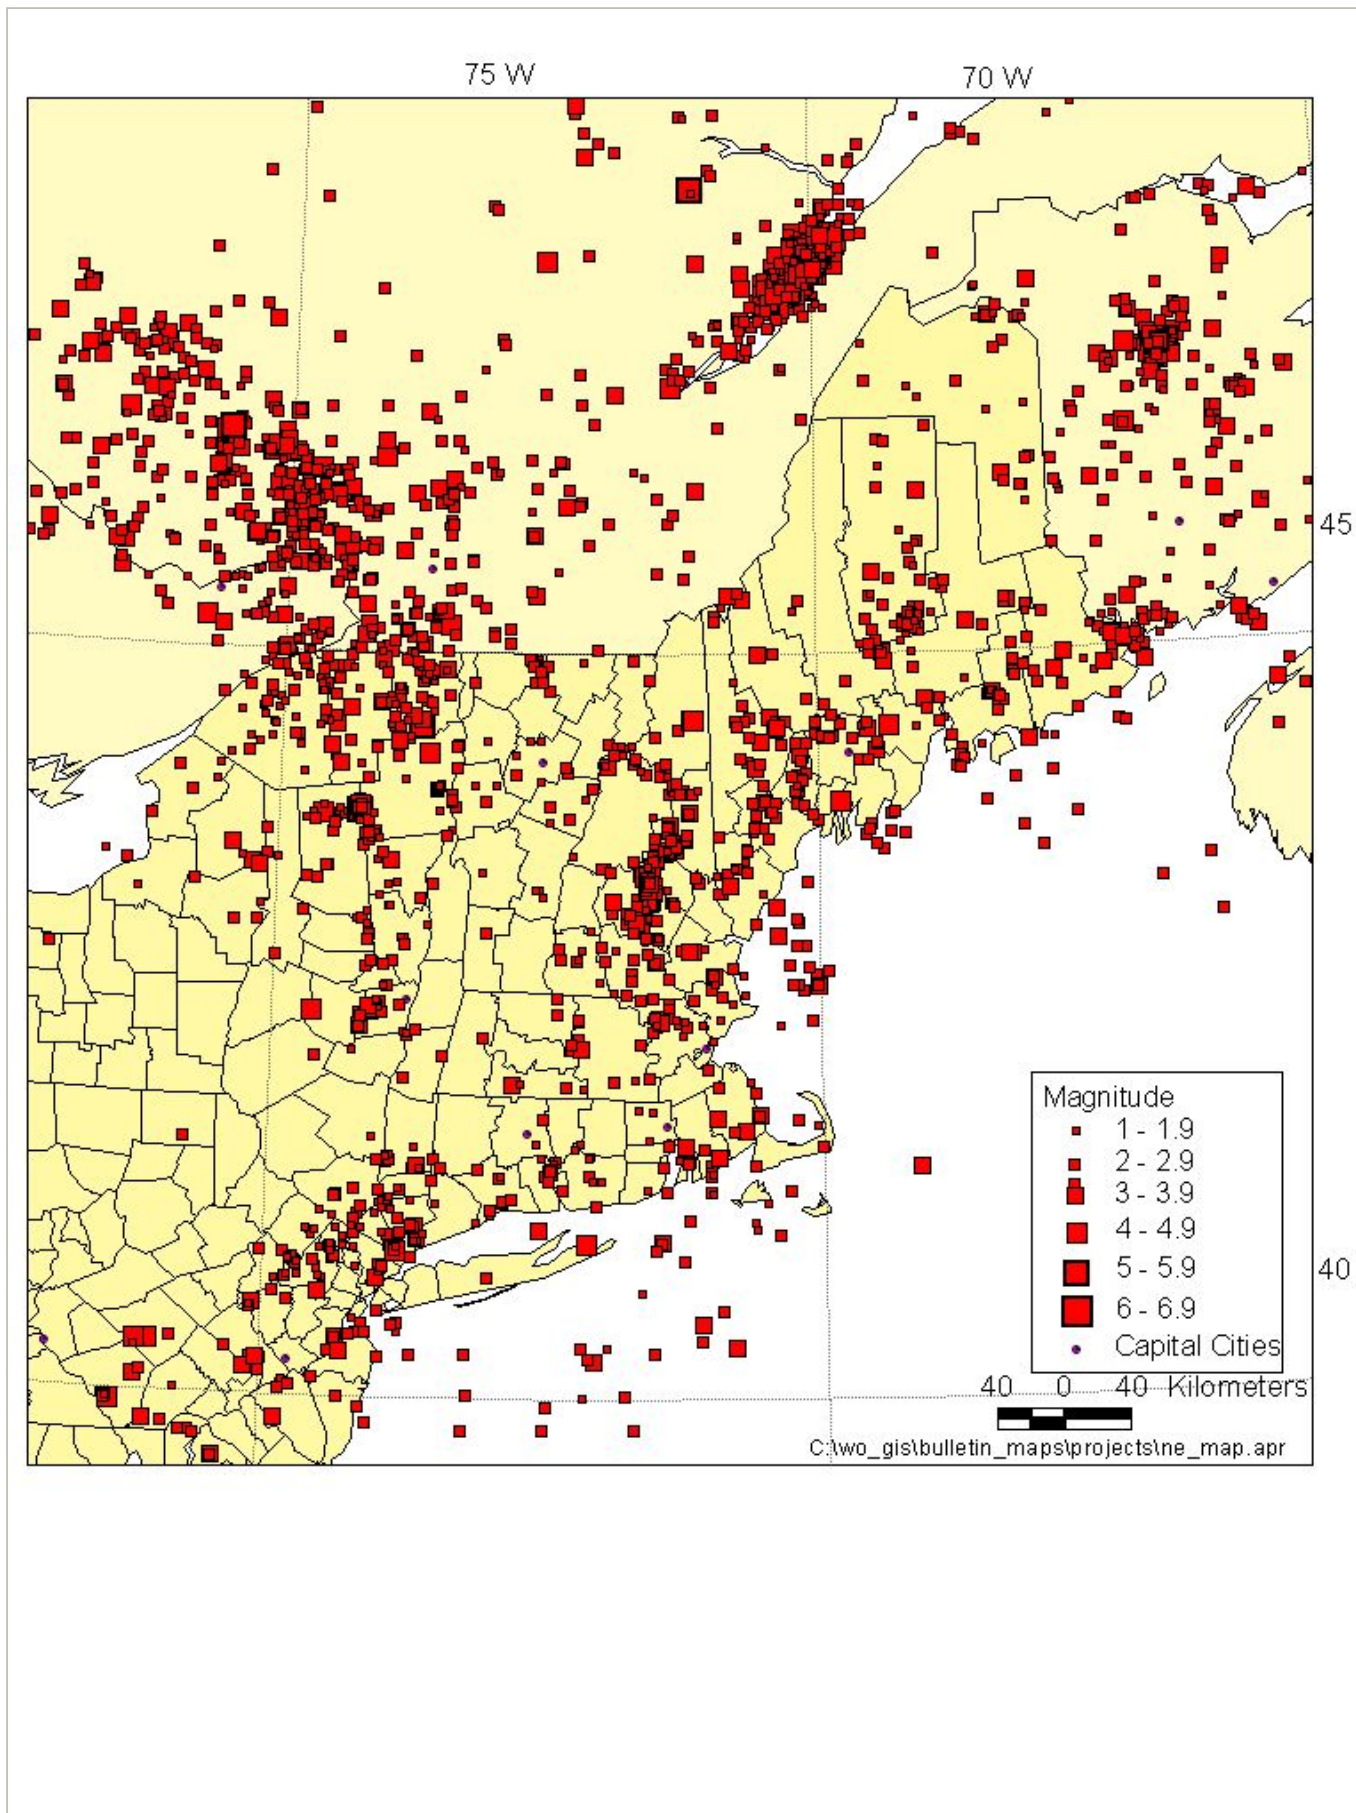 75 W
70 W
45
Magnitude
1 - 1.9
2 - 2.9
3 - 3.9
4 - 4.9
5 - 5.9
6 - 6.9
Capital Cities
40
40 0 40 Kilometers
C:\wo_gis\bulletin_maps\projects\ne_map.apr